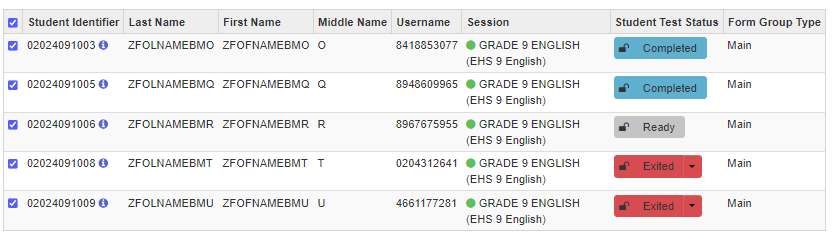 Student Identifier Last Name First Name Middle Name Username Session Student Test Status Form Group Type
02024091003 ZFOLNAMEBMO ZFOFNAMEBMO O 8418853077 GRADE 9 ENGLISH Completed Main
(EHS 9 English)
02024091005 ZFOLNAMEBMQ ZFOFNAMEBMQ Q 8948609965 GRADE 9 ENGLISH Completed Main
(EHS 9 English)
02024091006 ZFOLNAMEBMR ZFOFNAMEBMR R 8967675955 GRADE 9 ENGLISH Ready Main
(EHS 9 English)
02024091008 ZFOLNAMEBMT ZFOFNAMEBMT T 0204312641 GRADE 9 ENGLISH Exited Main
(EHS 9 English)
02024091009 ZFOLNAMEBMU ZFOFNAMEBMU U 4661177281 GRADE 9 ENGLISH Exited Main
(EHS 9 English)